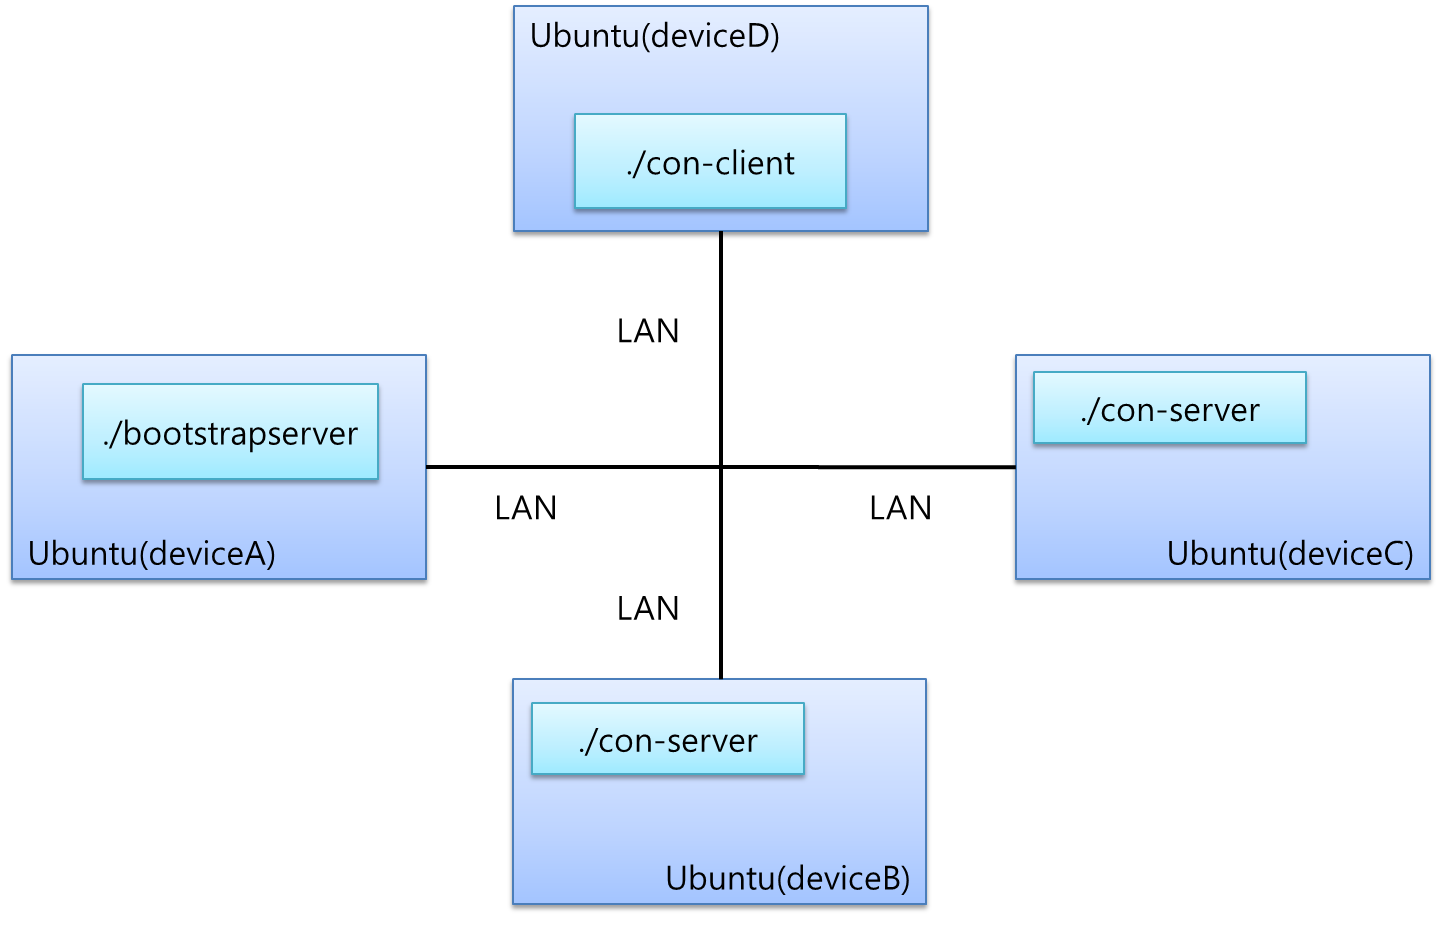 Ubuntu(deviceD)
./con-client
LAN
./bootstrapserver
Ubuntu(deviceA)
LAN
LAN
./con-server
Ubuntu(deviceC)
LAN
./con-server
Ubuntu(deviceB)